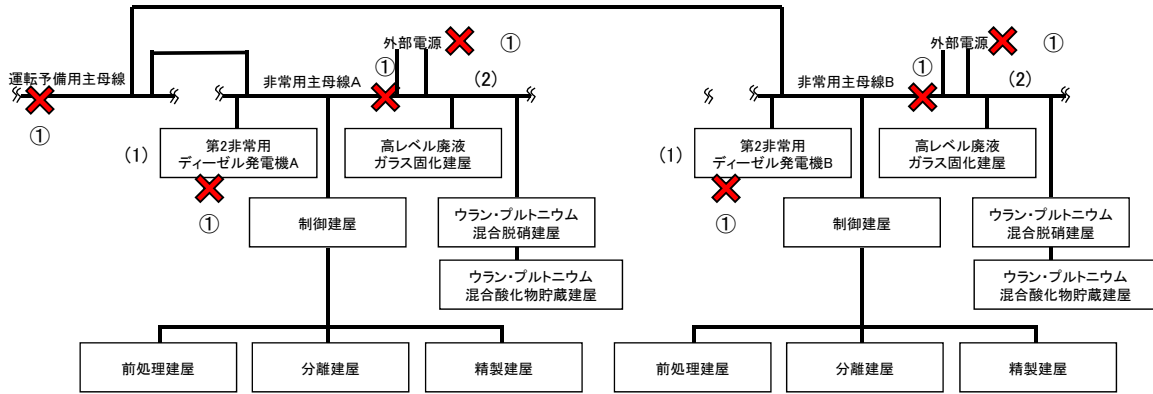 外部電源 ①
外部電源 ①
運転予備用主母線
①
非常用主母線A
①
(2)
非常用主母線B
①
(2)
(1)
第2非常用
ディーゼル発電機A
①
高レベル廃液
ガラス固化建屋
(1)
第2非常用
ディーゼル発電機B
①
高レベル廃液
ガラス固化建屋
制御建屋
ウラン・プルトニウム
混合脱硝建屋
ウラン・プルトニウム
混合酸化物貯蔵建屋
制御建屋
ウラン・プルトニウム
混合脱硝建屋
ウラン・プルトニウム
混合酸化物貯蔵建屋
前処理建屋
分離建屋
精製建屋
前処理建屋
分離建屋
精製建屋